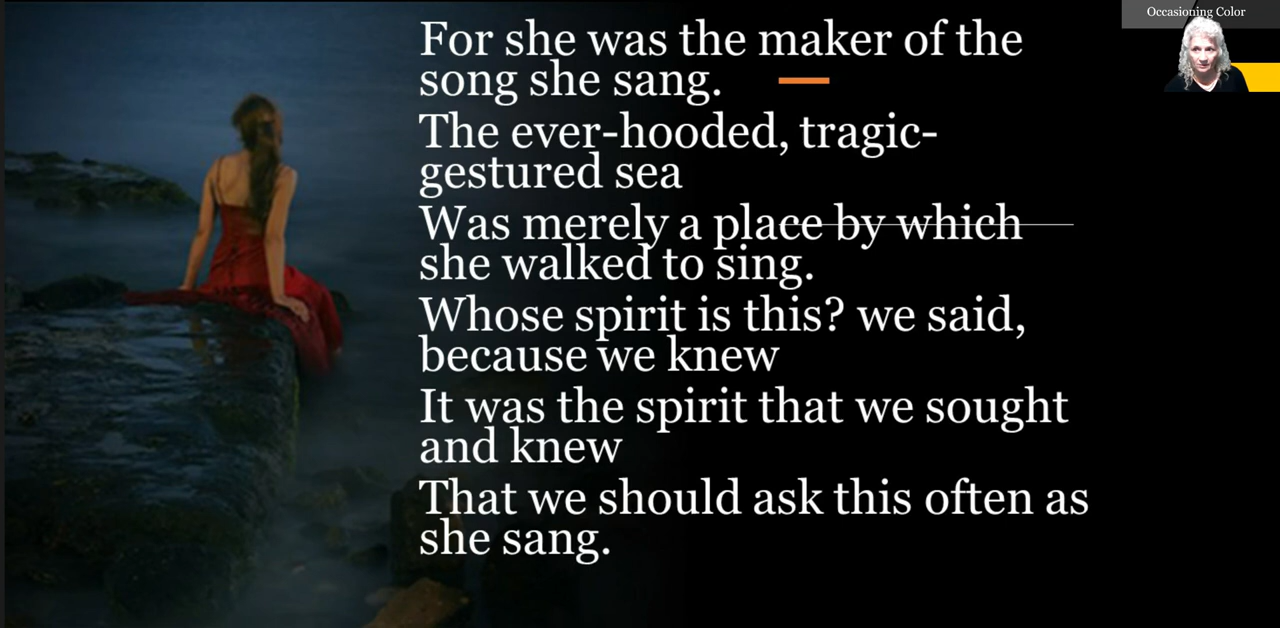 Occasioning Color
For she was the maker of the
song she sang.
The ever-hooded, tragic-
gestured sea
Was merely a place by which
she walked to sing.
Whose spirit is this? we said,
because we knew
It was the spirit that we sought
and knew
That we should ask this often as
she sang.